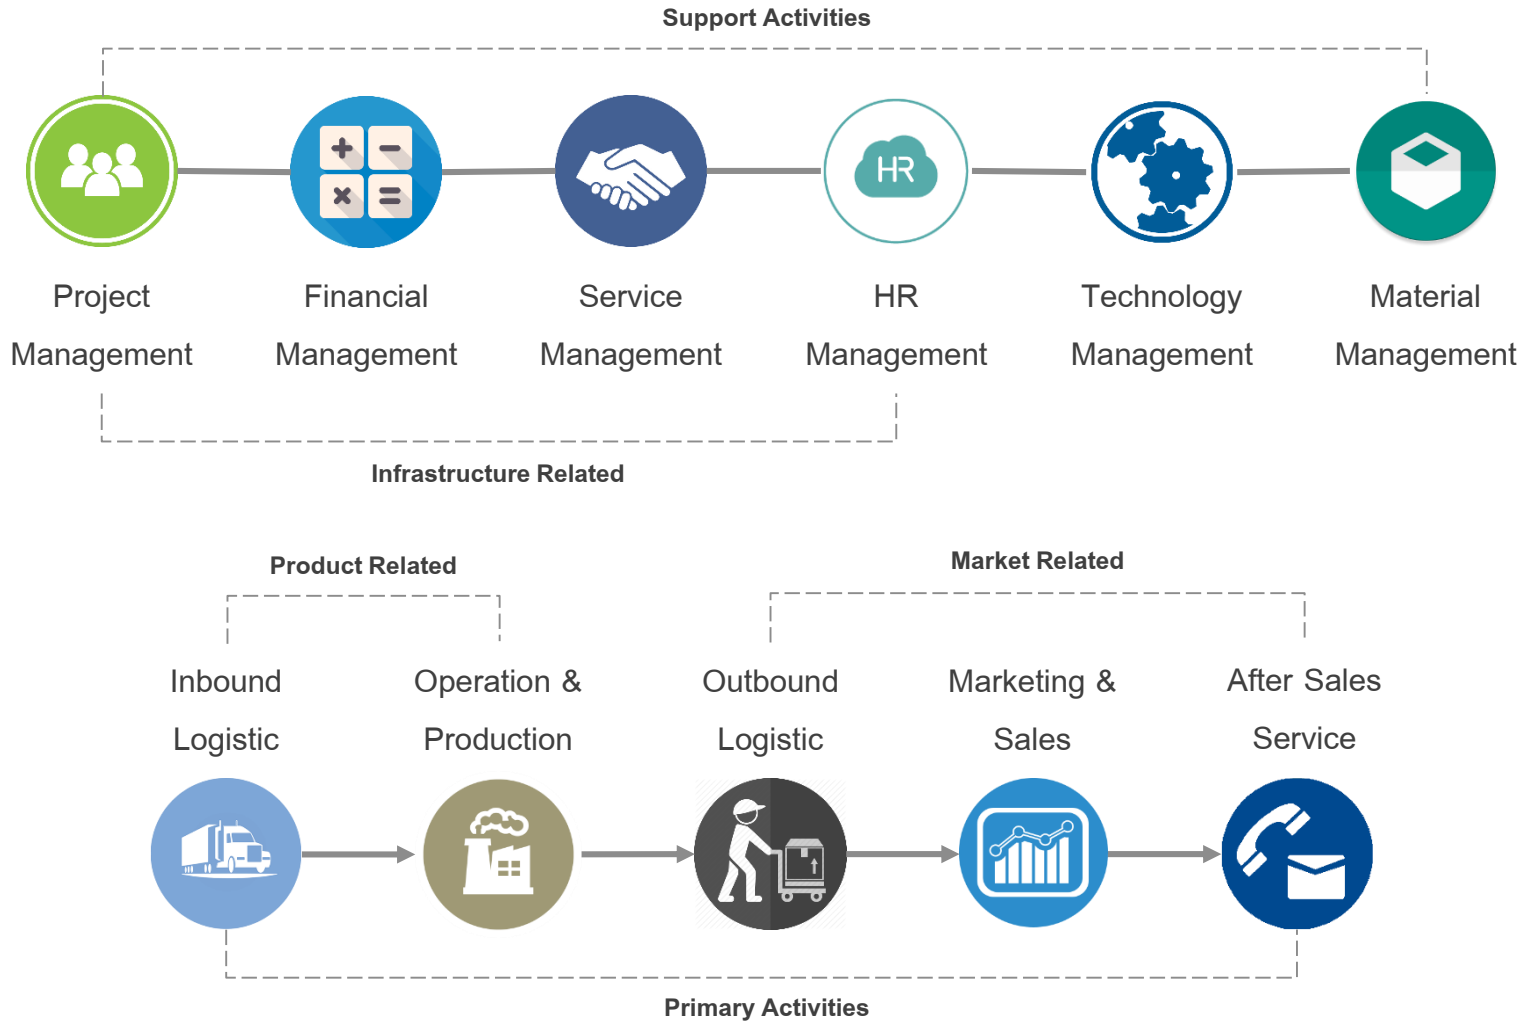 Support Activities
HR
Project Financial Service HR Technology Material
Management Management Management Management Management Management
Infrastructure Related
Product Related Market Related
Inbound Operation & Outbound Marketing & After Sales
Logistic Production Logistic Sales Service
Primary Activities